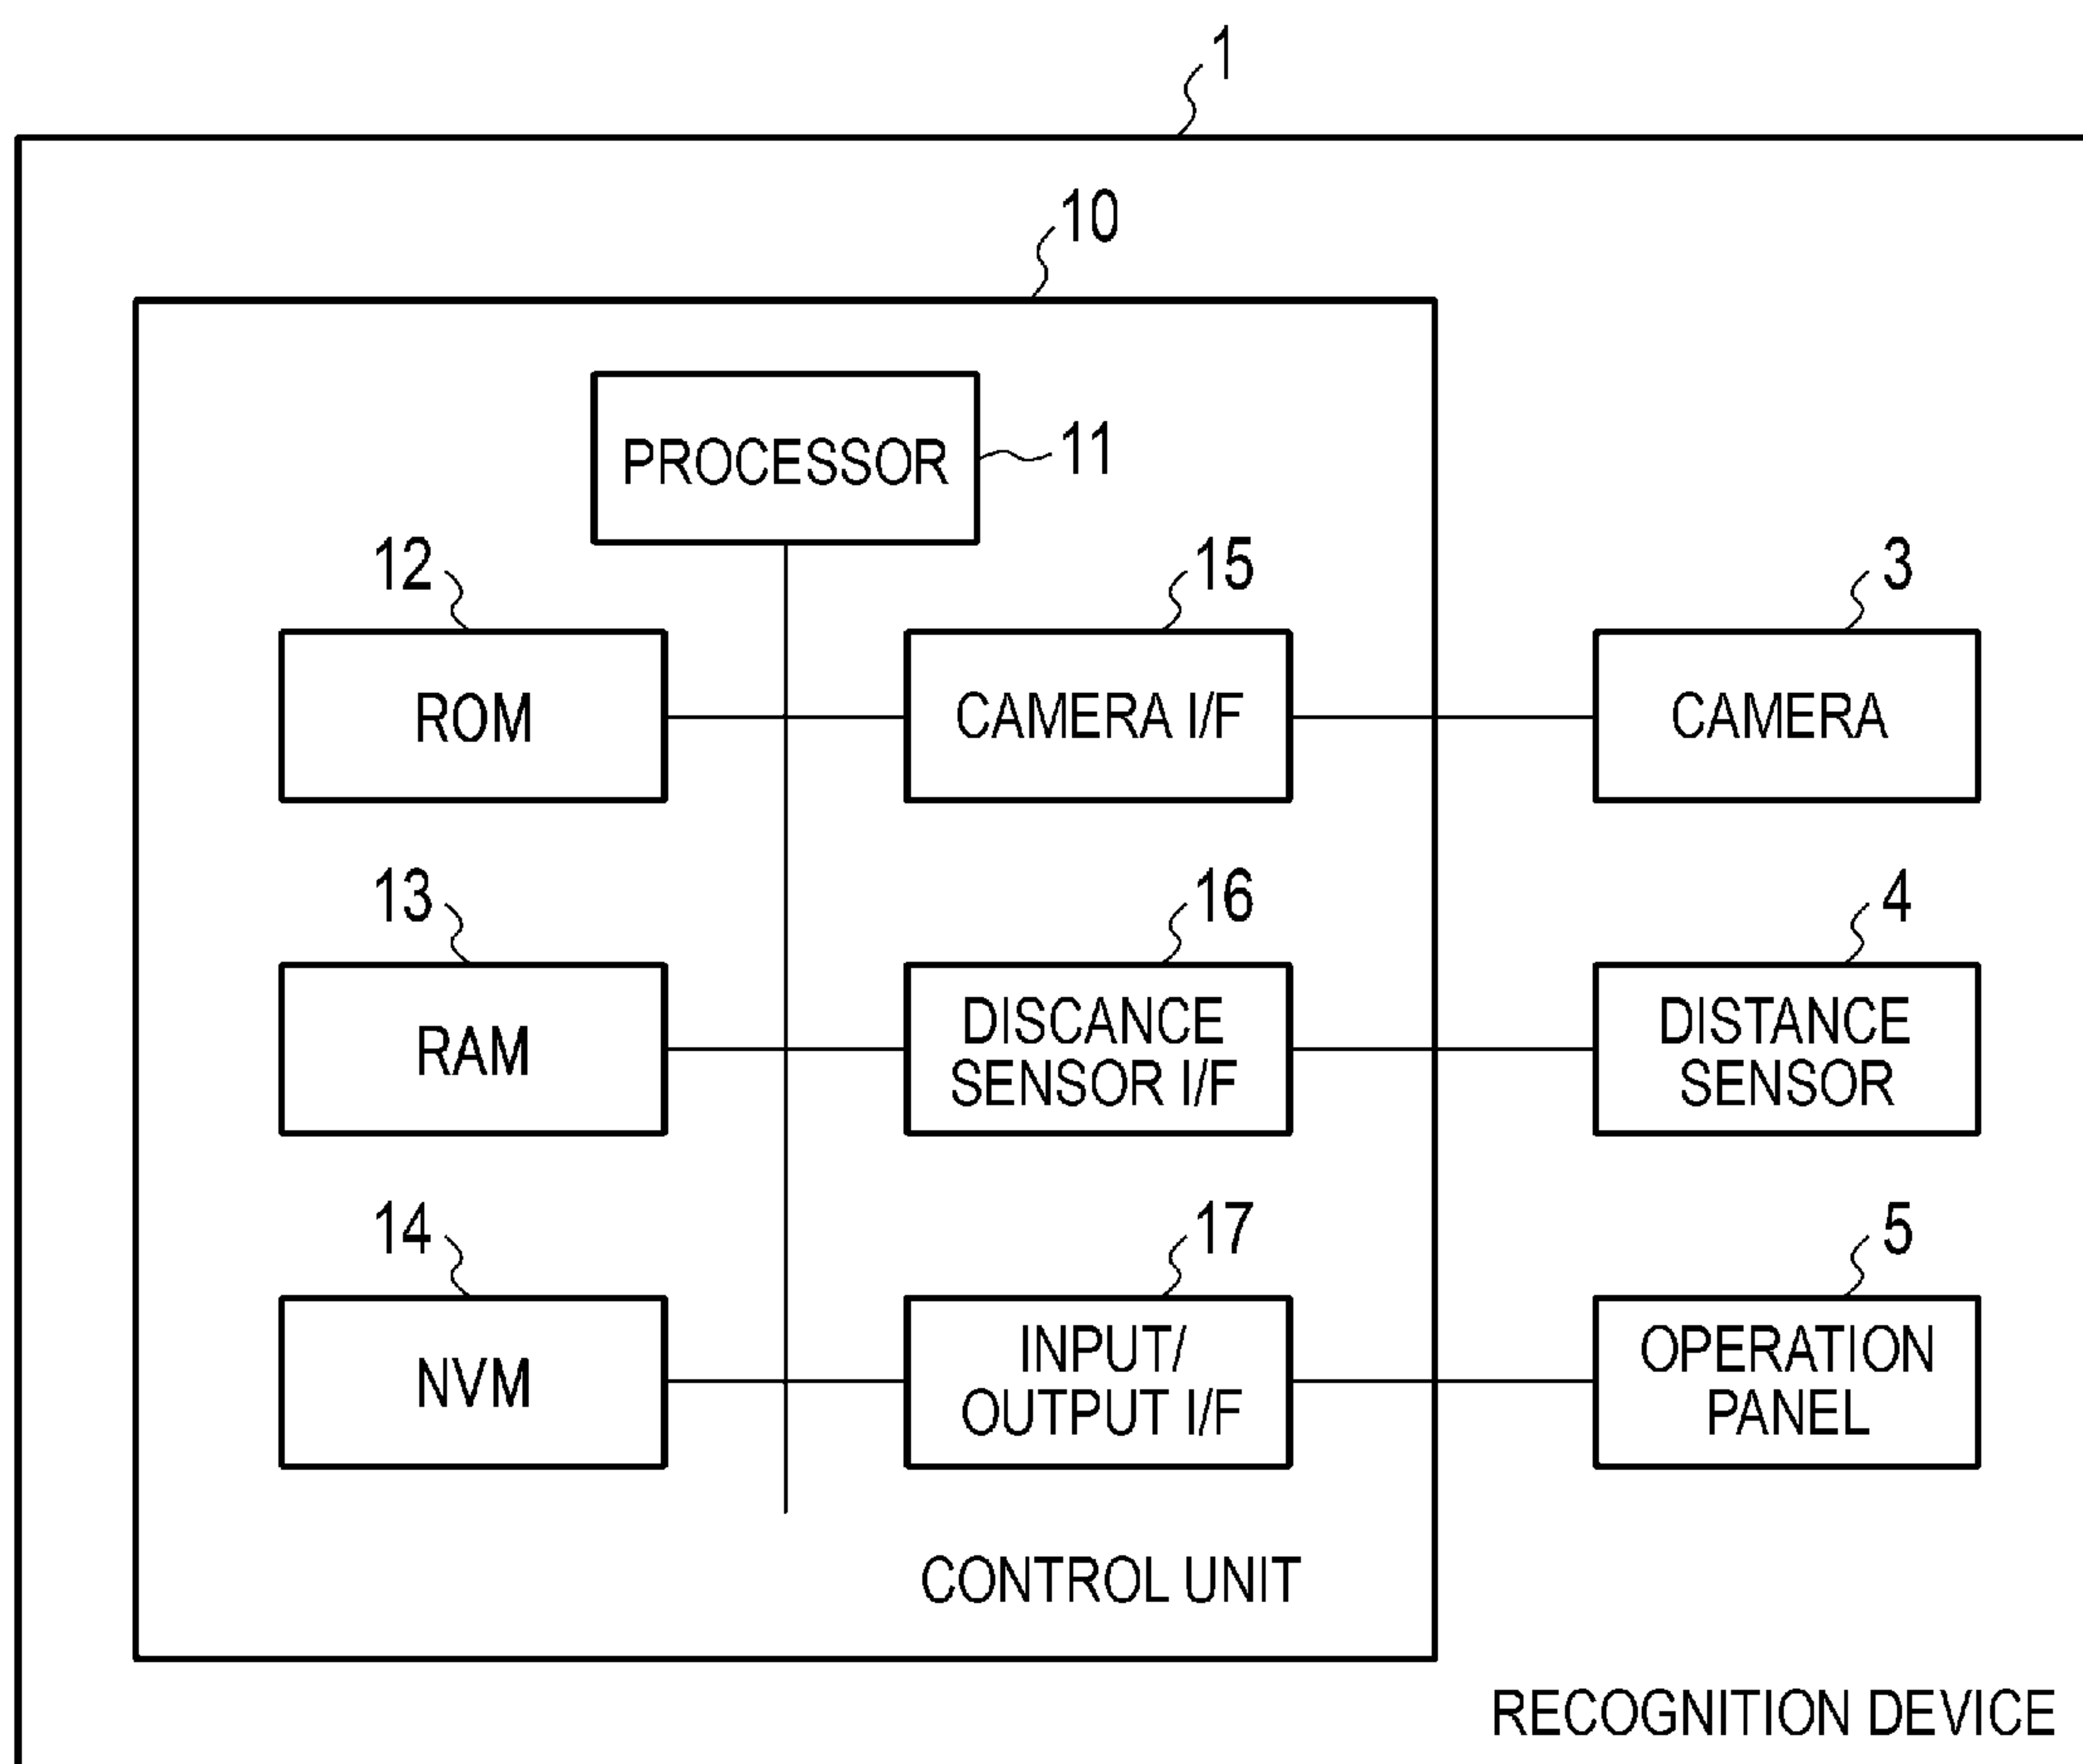 1
10
PROCESSOR
11
12
15
3
ROM
CAMERA I/F
CAMERA
13
16
4
RAM
DISCANCE
SENSOR I/F
DISTANCE
SENSOR
14
17
5
NVM
INPUT/
OUTPUT I/F
OPERATION
PANEL
CONTROL UNIT
RECOGNITION DEVICE